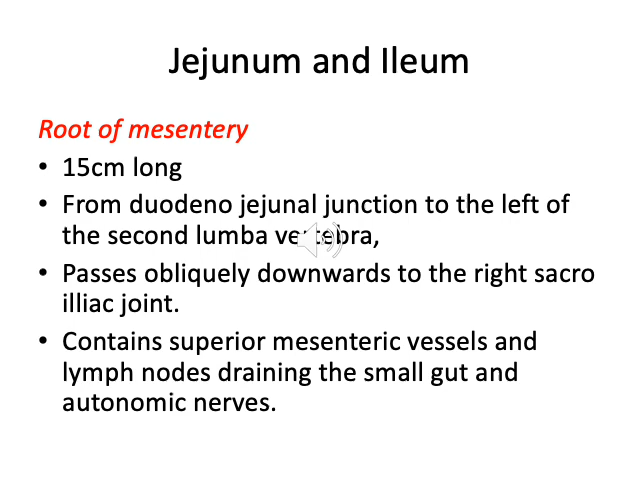 Jejunum and Ileum
Root of mesentery
• 15cm long
• From duodeno jejunal junction to the left of
the second lumba vertebra,
• Passes obliquely downwards to the right sacro
illiac joint.
• Contains superior mesenteric vessels and
lymph nodes draining the small gut and
autonomic nerves.